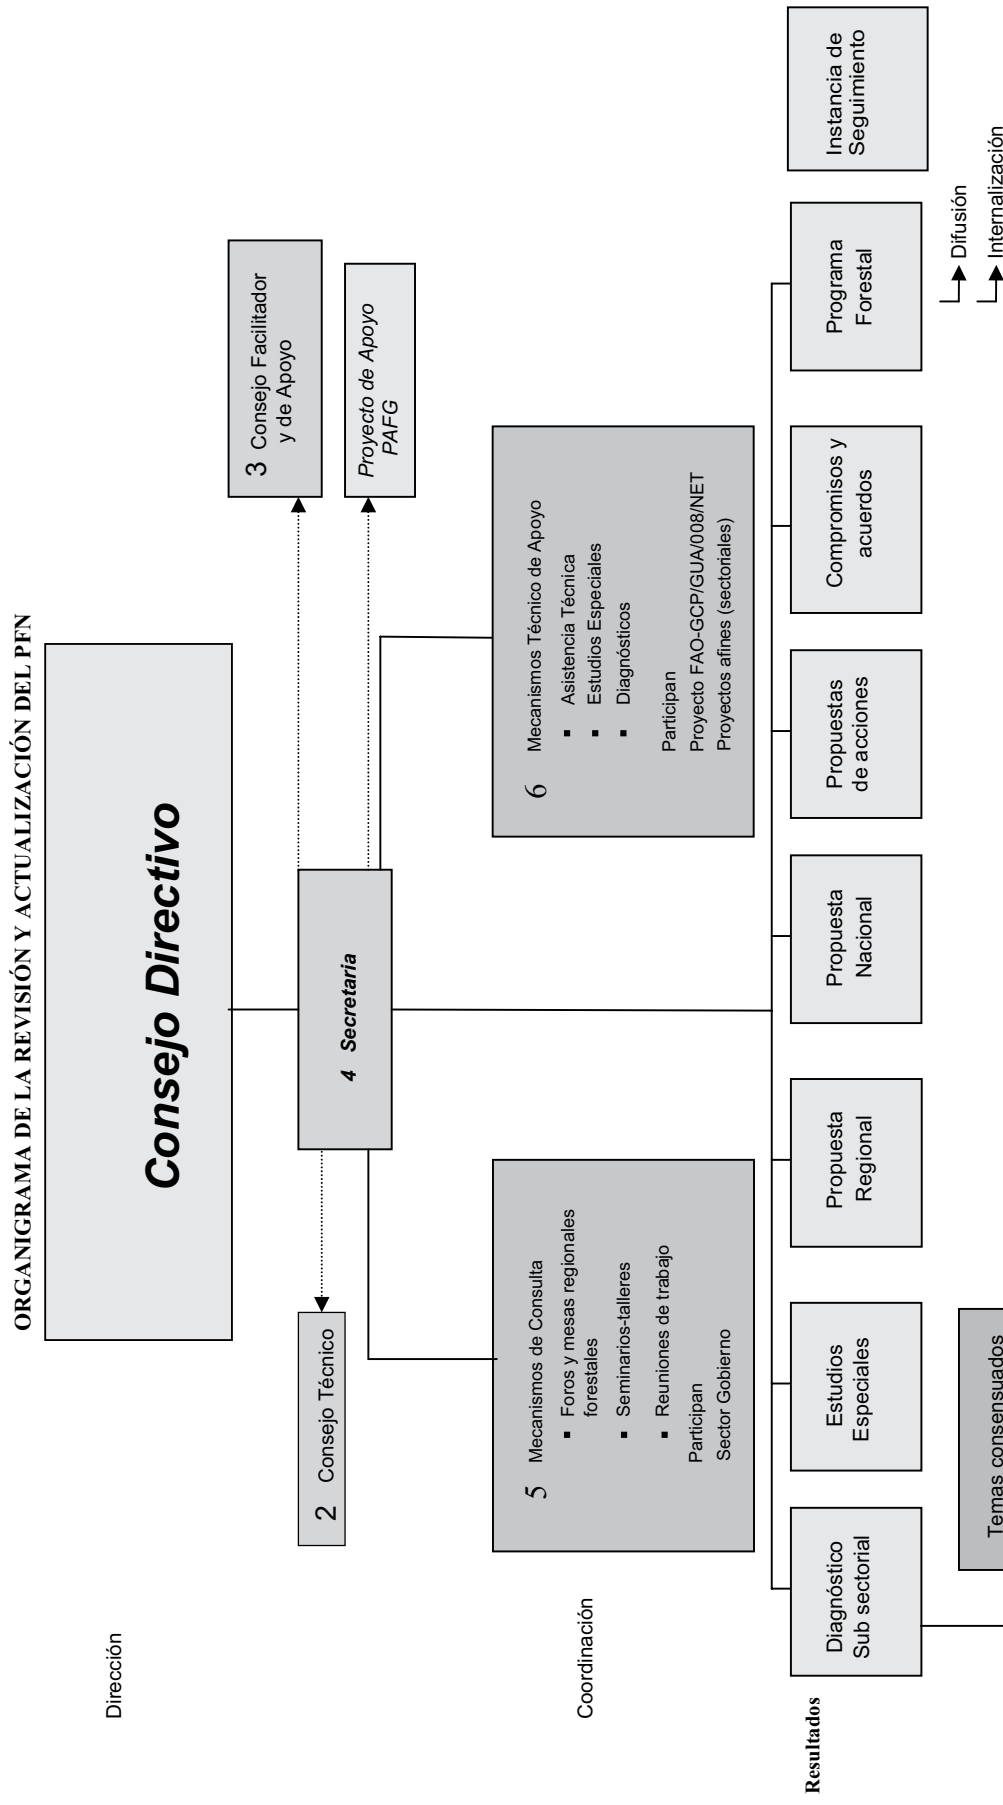 ORGANIGRAMA DE LA REVISIÓN Y ACTUALIZACIÓN DEL PFN
Dirección
Consejo Directivo
2 Consejo Técnico
4 Secretaria
3 Consejo Facilitador
y de Apoyo
Proyecto de Apoyo
PAFG
Coordinación
5 Mecanismos de Consulta
▪ Foros y mesas regionales
forestales
▪ Seminarios-talleres
▪ Reuniones de trabajo
Participan
Sector Gobierno
6 Mecanismos Técnico de Apoyo
▪ Asistencia Técnica
▪ Estudios Especiales
▪ Diagnósticos
Participan
Proyecto FAO-GCP/GUA/008/NET
Proyectos afines (sectoriales)
Resultados
Diagnóstico
Sub sectorial
Estudios
Especiales
Propuesta
Regional
Propuesta
Nacional
Propuestas
de acciones
Compromisos y
acuerdos
Programa
Forestal
Instancia de
Seguimiento
Difusión
Internalización
Temas consensuados